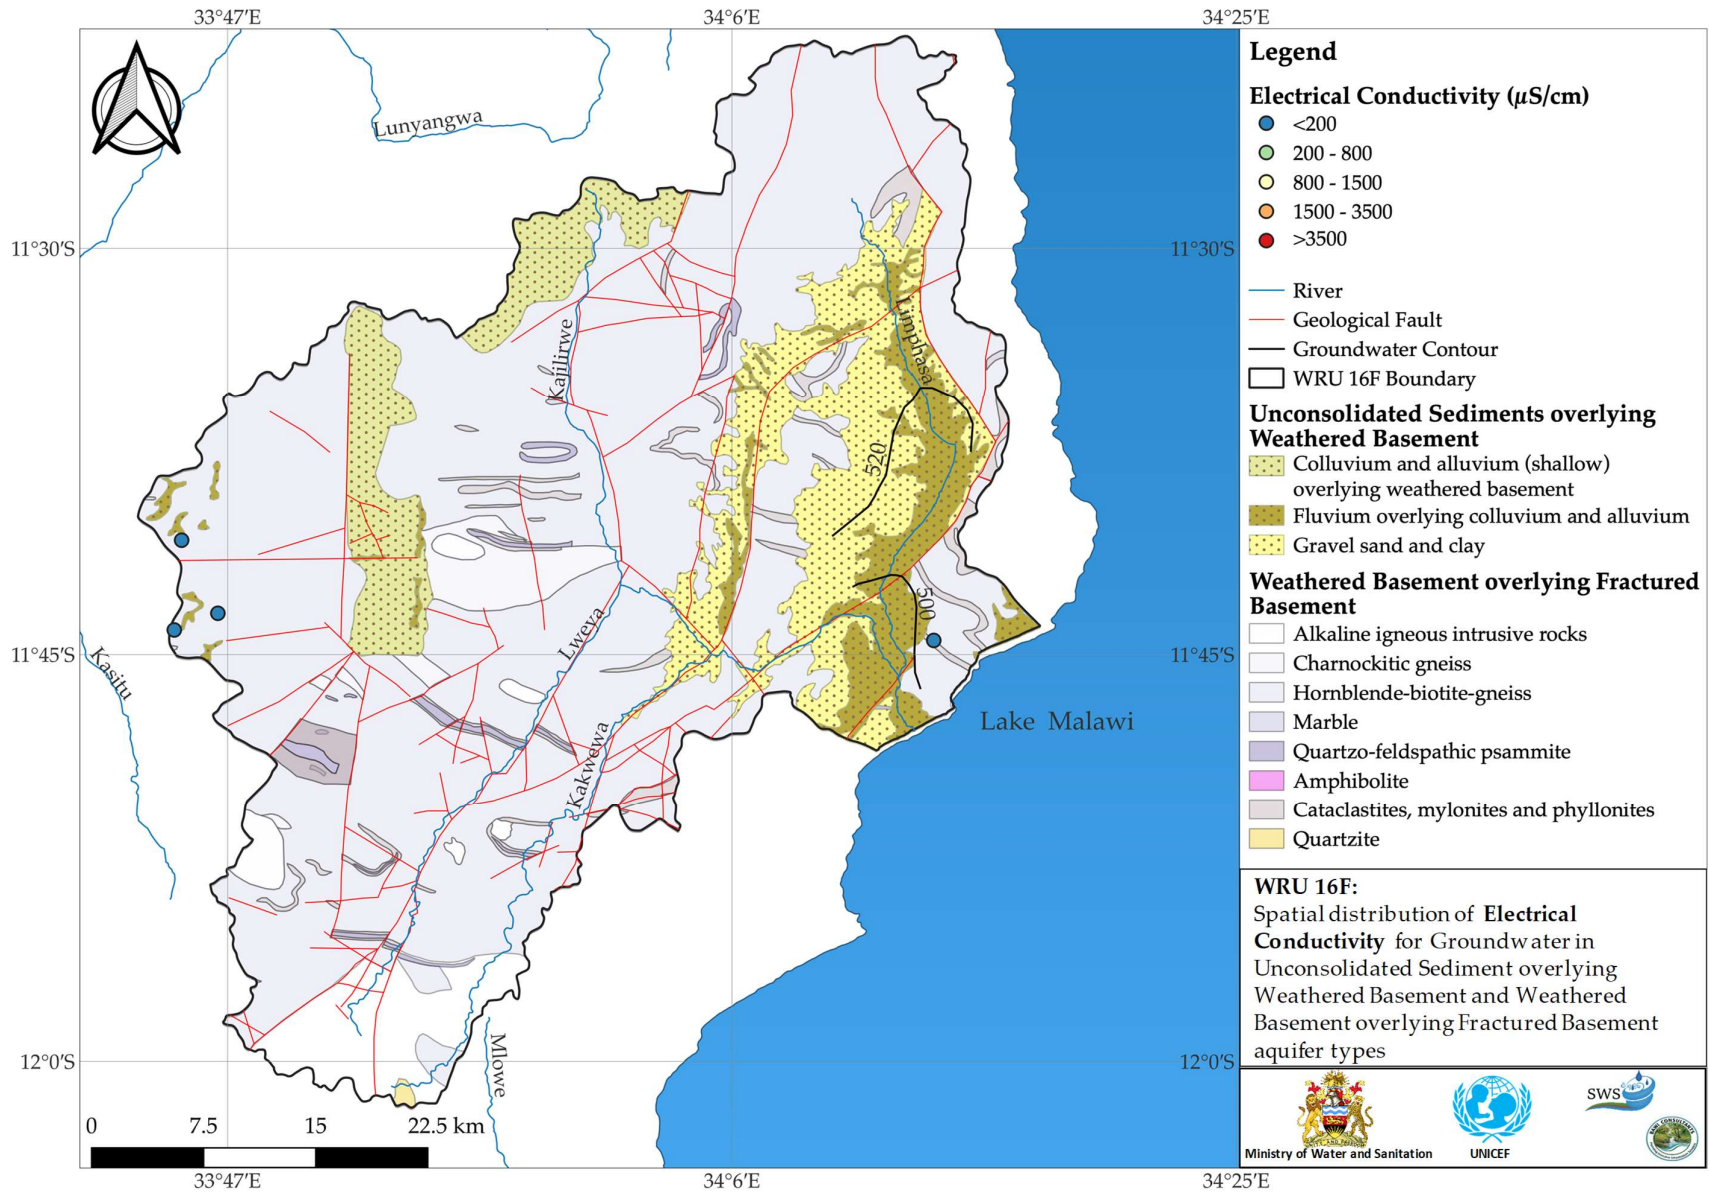 33°47′E
34°6′E
34°25′E
Lunyangwa
11°30′S
11°30′S
Kajilirwe
Limphasa
520
500
Lweya
11°45′S
11°45′S
Kasitu
Kakwewa
Lake Malawi
12°0′S
12°0′S
Mlowe
0 7.5 15 22.5 km
33°47′E
34°6′E
34°25′E
Legend
Electrical Conductivity (µS/cm)
<200
200 - 800
800 - 1500
1500 - 3500
>3500
River
Geological Fault
Groundwater Contour
WRU 16F Boundary
Unconsolidated Sediments overlying
Weathered Basement
Colluvium and alluvium (shallow)
overlying weathered basement
Fluvium overlying colluvium and alluvium
Gravel sand and clay
Weathered Basement overlying Fractured
Basement
Alkaline igneous intrusive rocks
Charnockitic gneiss
Hornblende-biotite-gneiss
Marble
Quartzo-feldspathic psammite
Amphibolite
Cataclastites, mylonites and phyllonites
Quartzite
WRU 16F:
Spatial distribution of Electrical
Conductivity for Groundwater in
Unconsolidated Sediment overlying
Weathered Basement and Weathered
Basement overlying Fractured Basement
aquifer types
Ministry of Water and Sanitation
UNICEF
SWS